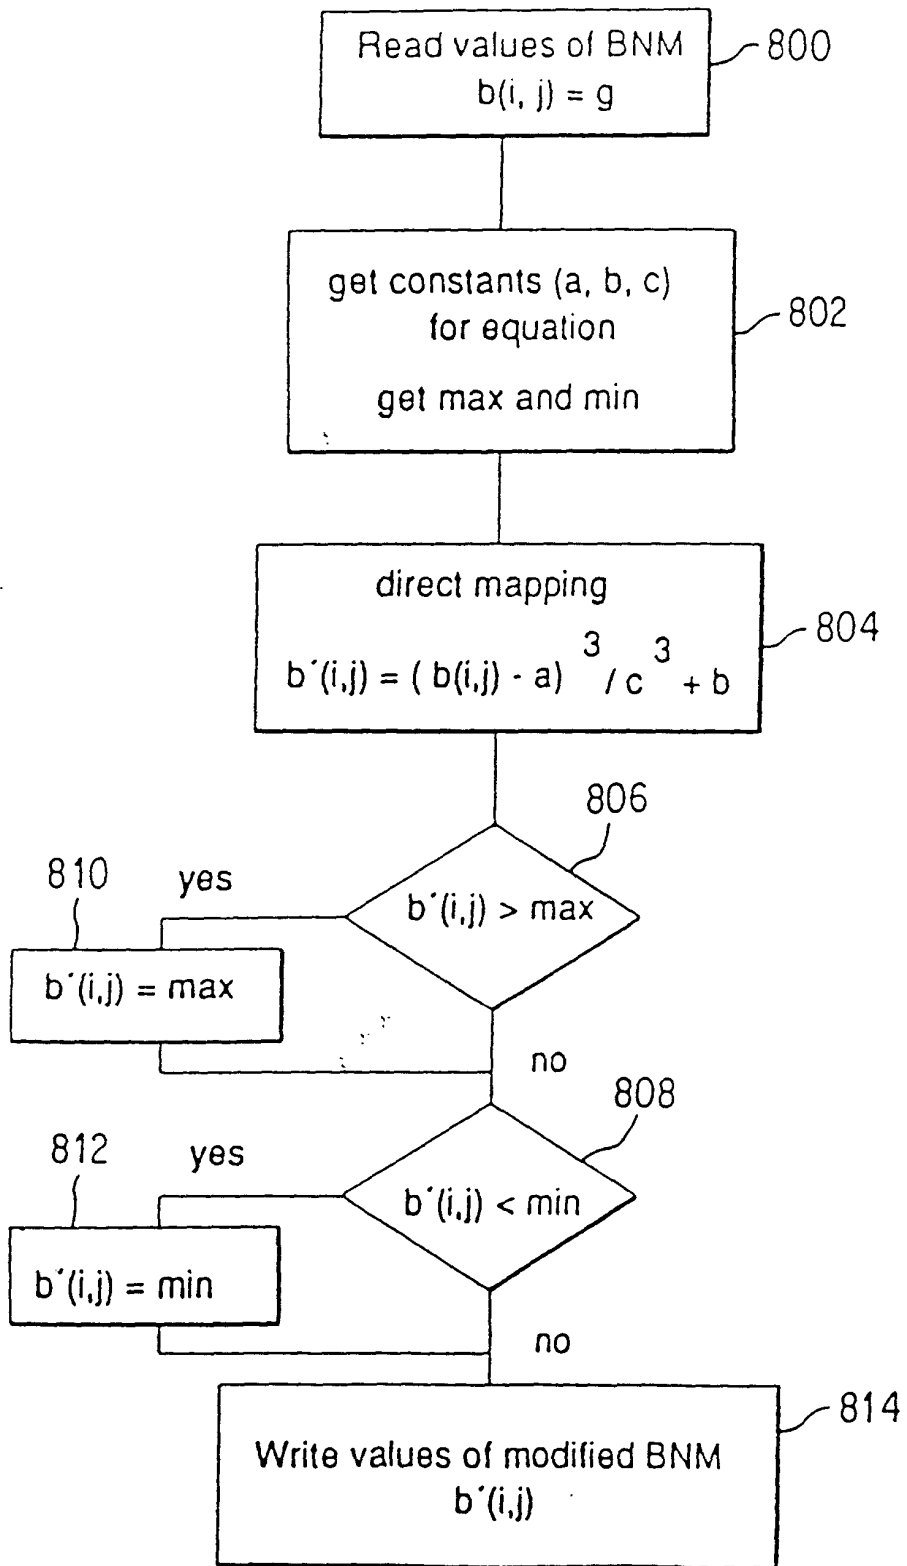 Read values of BNM
b(i, j) = g
800
get constants (a, b, c)
for equation
get max and min
802
direct mapping
b´(i,j) = ( b(i,j) - a) ³ / c ³ + b
804
806
b´(i,j) > max
yes
810
b´(i,j) = max
no
808
b´(i,j) < min
yes
812
b´(i,j) = min
no
Write values of modified BNM
b´(i,j)
814